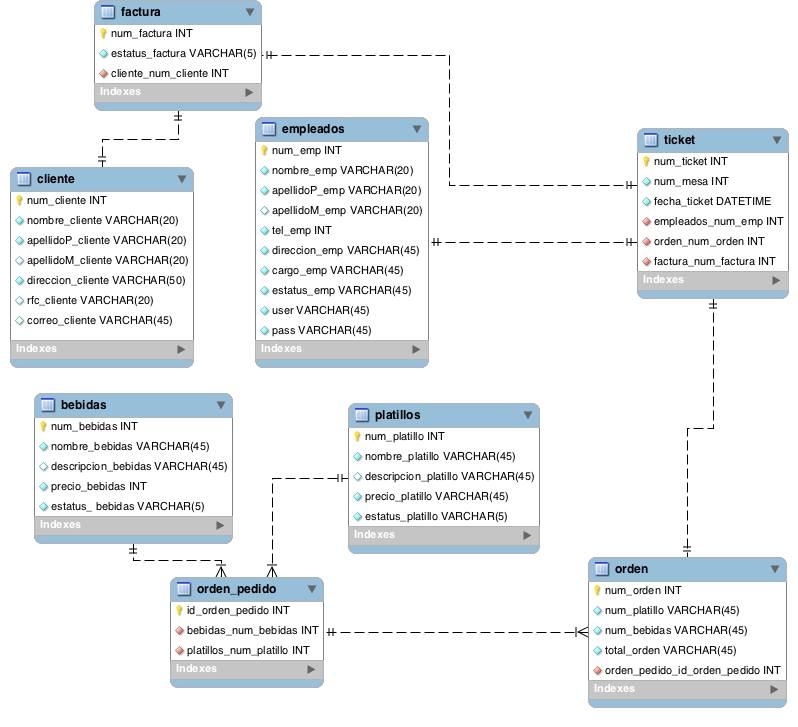 factura
num_factura INT
estatus_factura VARCHAR(5)
cliente_num_cliente INT
Indexes
cliente
num_cliente INT
nombre_cliente VARCHAR(20)
apellidoP_cliente VARCHAR(20)
apellidoM_cliente VARCHAR(20)
direccion_cliente VARCHAR(50)
rfc_cliente VARCHAR(20)
correo_cliente VARCHAR(45)
Indexes
empleados
num_emp INT
nombre_emp VARCHAR(20)
apellidoP_emp VARCHAR(20)
apellidoM_emp VARCHAR(20)
tel_emp INT
direccion_emp VARCHAR(45)
cargo_emp VARCHAR(45)
estatus_emp VARCHAR(45)
user VARCHAR(45)
pass VARCHAR(45)
Indexes
ticket
num_ticket INT
num_mesa INT
fecha_ticket DATETIME
empleados_num_emp INT
orden_num_orden INT
factura_num_factura INT
Indexes
bebidas
num_bebidas INT
nombre_bebidas VARCHAR(45)
descripcion_bebidas VARCHAR(45)
precio_bebidas INT
estatus_ bebidas VARCHAR(5)
Indexes
platillos
num_platillo INT
nombre_platillo VARCHAR(45)
descripcion_platillo VARCHAR(45)
precio_platillo VARCHAR(45)
estatus_platillo VARCHAR(5)
Indexes
orden_pedido
id_orden_pedido INT
bebidas_num_bebidas INT
platillos_num_platillo INT
Indexes
orden
num_orden INT
num_platillo VARCHAR(45)
num_bebidas VARCHAR(45)
total_orden VARCHAR(45)
orden_pedido_id_orden_pedido INT
Indexes